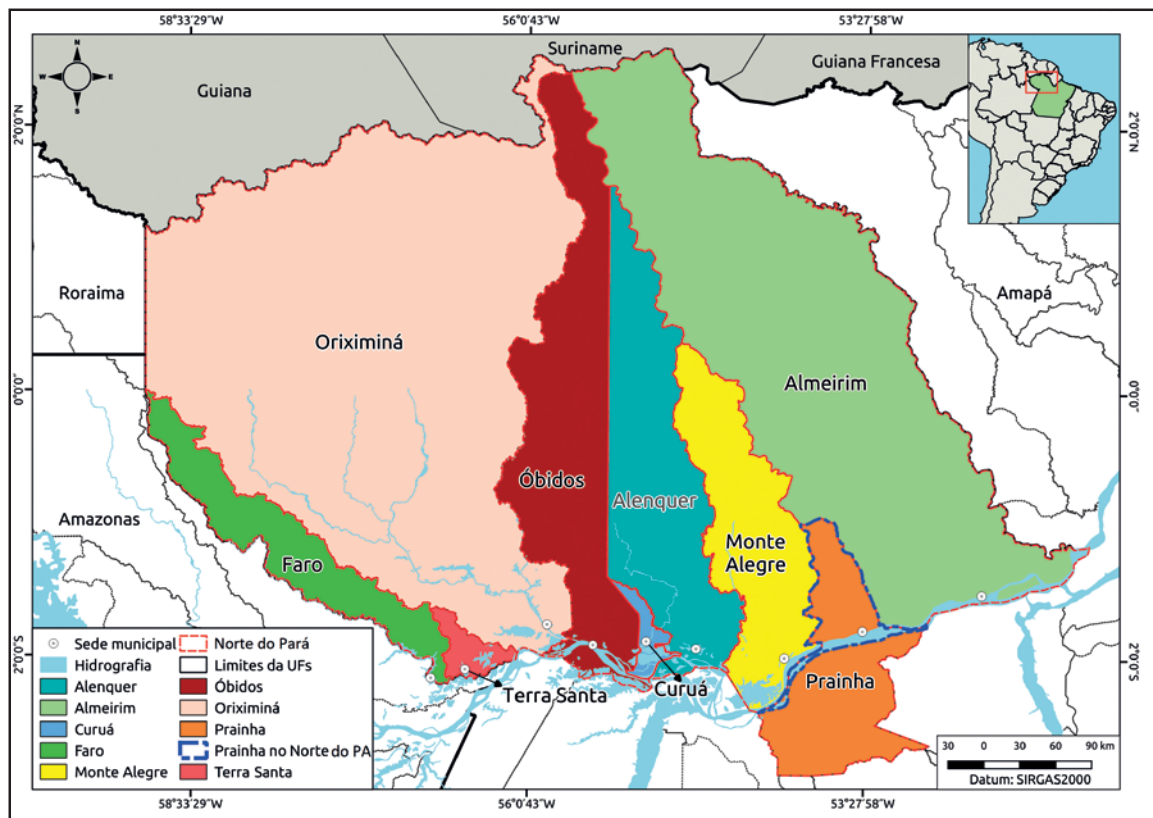 58°33'29"W 56°0'43"W 53°27'58"W
N
W E
S
Suriname
Guiana
Guiana Francesa
2°0'0"N 2°0'0"N
Roraima
Amapá
Oriximiná
Almeirim
0°0'0" 0°0'0"
Óbidos
Alenquer
Amazonas
Monte
Alegre
Faro
2°0'0"S 2°0'0"S
Prainha
Terra Santa
Curuá
Sede municipal Norte do Pará
Hidrografia Limites da UFs
Alenquer Óbidos
Almeirim Oriximiná
Curuá Prainha
Faro Prainha no Norte do PA
Monte Alegre Terra Santa
30 0 30 60 90 km
Datum: SIRGAS2000
58°33'29"W 56°0'43"W 53°27'58"W